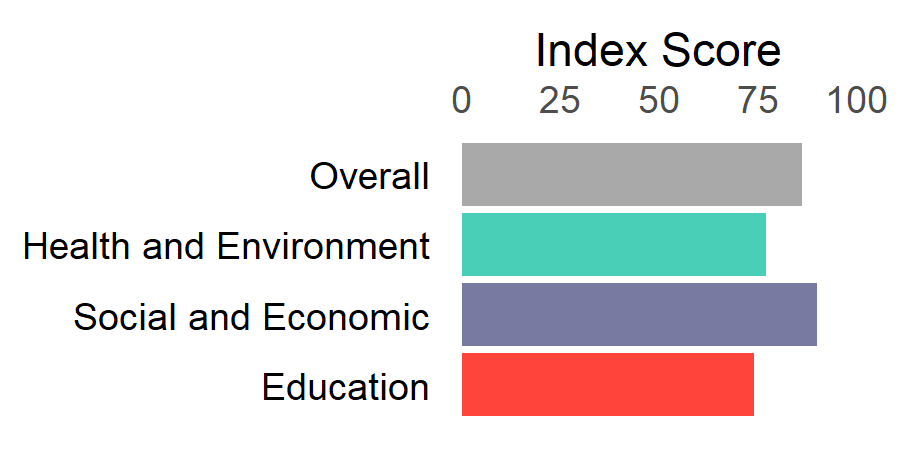 Index Score
0 25 50 75 100
Overall
Health and Environment
Social and Economic
Education